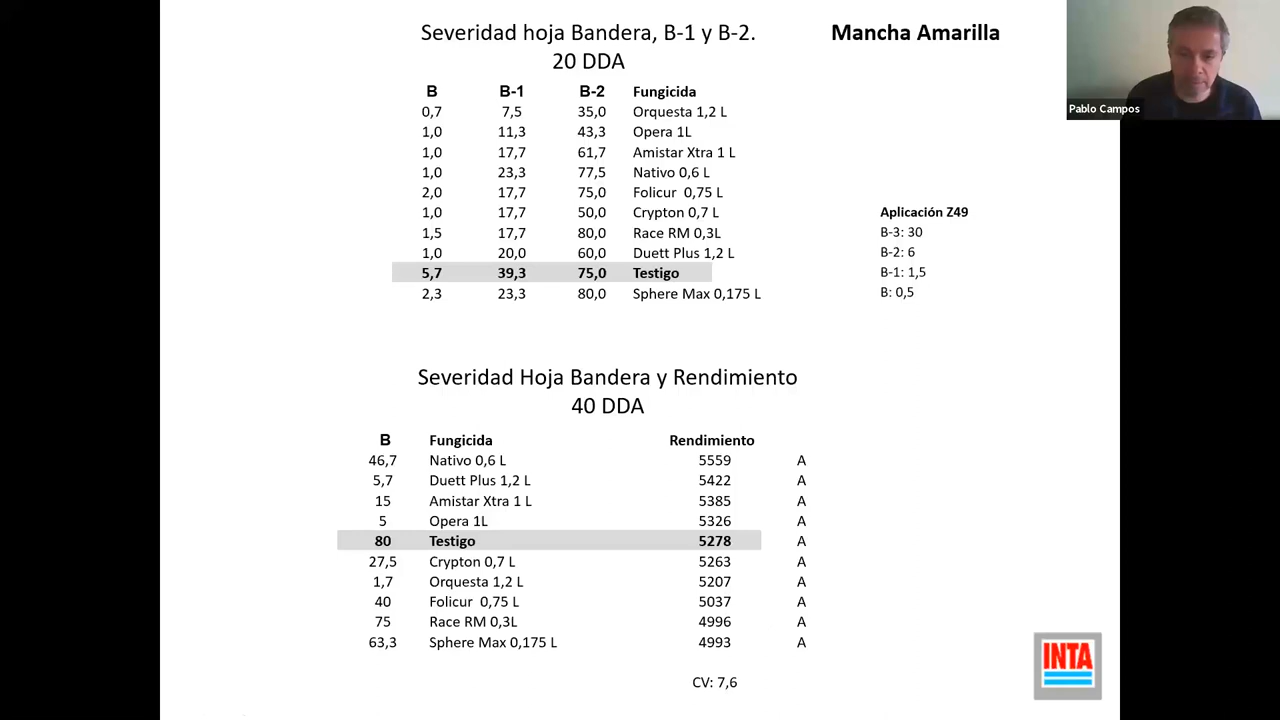 Severidad hoja Bandera, B-1 y B-2.
20 DDA
Mancha Amarilla
Pablo Campos
B B-1 B-2 Fungicida
0,7 7,5 35,0 Orquesta 1,2 L
1,0 11,3 43,3 Opera 1L
1,0 17,7 61,7 Amistar Xtra 1 L
1,0 23,3 77,5 Nativo 0,6 L
2,0 17,7 75,0 Folicur 0,75 L
1,0 17,7 50,0 Crypton 0,7 L
1,5 17,7 80,0 Race RM 0,3L
1,0 20,0 60,0 Duett Plus 1,2 L
5,7 39,3 75,0 Testigo
2,3 23,3 80,0 Sphere Max 0,175 L
Aplicación Z49
B-3: 30
B-2: 6
B-1: 1,5
B: 0,5
Severidad Hoja Bandera y Rendimiento
40 DDA
B Fungicida Rendimiento
46,7 Nativo 0,6 L 5559 A
5,7 Duett Plus 1,2 L 5422 A
15 Amistar Xtra 1 L 5385 A
5 Opera 1L 5326 A
80 Testigo 5278 A
27,5 Crypton 0,7 L 5263 A
1,7 Orquesta 1,2 L 5207 A
40 Folicur 0,75 L 5037 A
75 Race RM 0,3L 4996 A
63,3 Sphere Max 0,175 L 4993 A
CV: 7,6
INTA